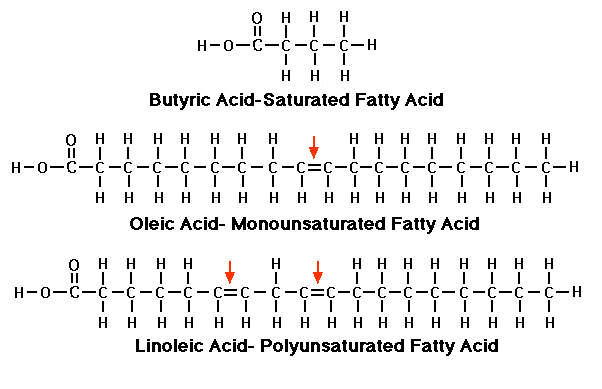 O H H H
H-O-C-C-C-C-H
H H H
Butyric Acid-Saturated Fatty Acid
O H H H H H H H H H H H H H H H
H-O-C-C-C-C-C-C-C-C-C=C-C-C-C-C-C-C-C-C-H
H H H H H H H H H H H H H H H H H
Oleic Acid- Monounsaturated Fatty Acid
O H H H H H H H H H H H H H
H-O-C-C-C-C-C-C=C-C-C=C-C-C-C-C-C-C-C-C-H
H H H H H H H H H H H H H H H H H
Linoleic Acid- Polyunsaturated Fatty Acid